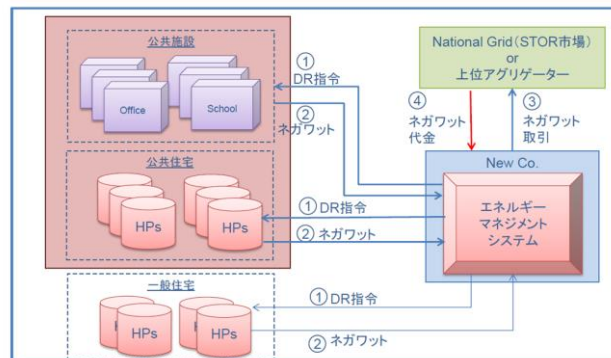 公共施設
Office
School
公共住宅
HPs
HPs
一般住宅
HPs
HPs
①
DR指令
②
ネガワット
①DR指令
②ネガワット
①DR指令
②ネガワット
National Grid(STOR市場)
or
上位アグリゲーター
④
ネガワット
代金
③
ネガワット
取引
New Co.
エネルギー
マネジメント
システム